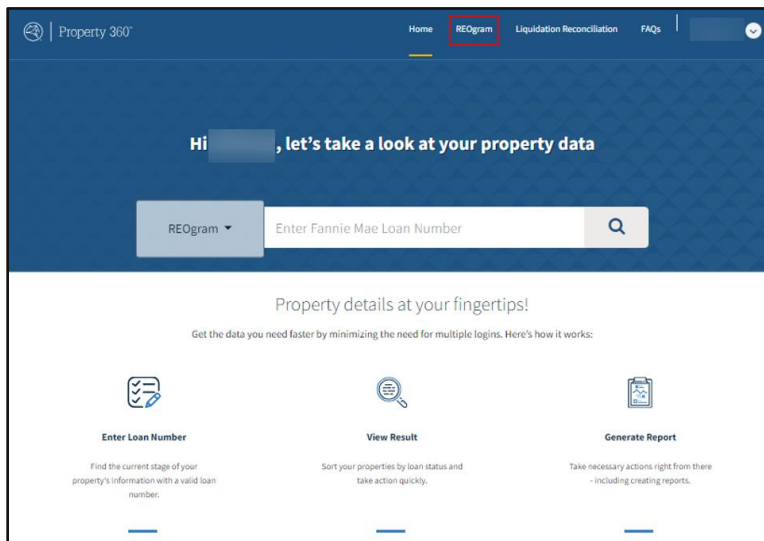 Property 360™
Home REOgram Liquidation Reconciliation FAQs
Hi , let's take a look at your property data
REOgram Enter Fannie Mae Loan Number
Property details at your fingertips!
Get the data you need faster by minimizing the need for multiple logins. Here's how it works:
Enter Loan Number
Find the current stage of your
property's information with a valid loan
number.
View Result
Sort your properties by loan status and
take action quickly.
Generate Report
Take necessary actions right from there
- including creating reports.